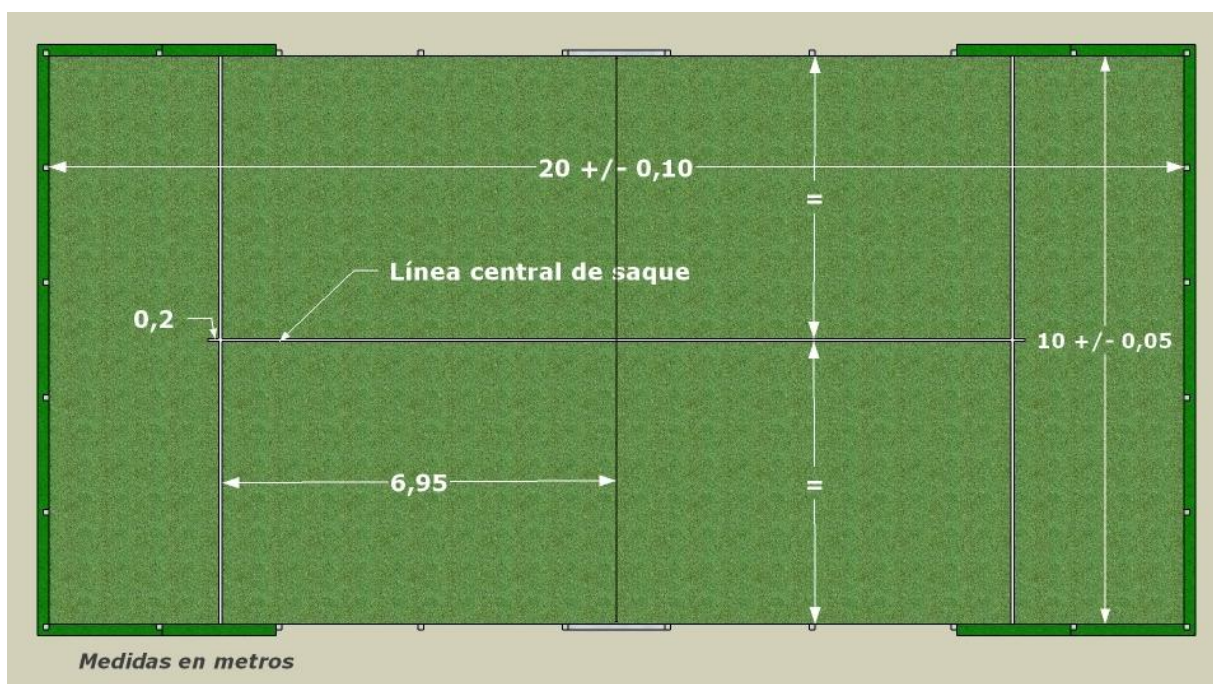 20 +/- 0,10
=
Línea central de saque
0,2
10 +/- 0,05
6,95
=
Medidas en metros